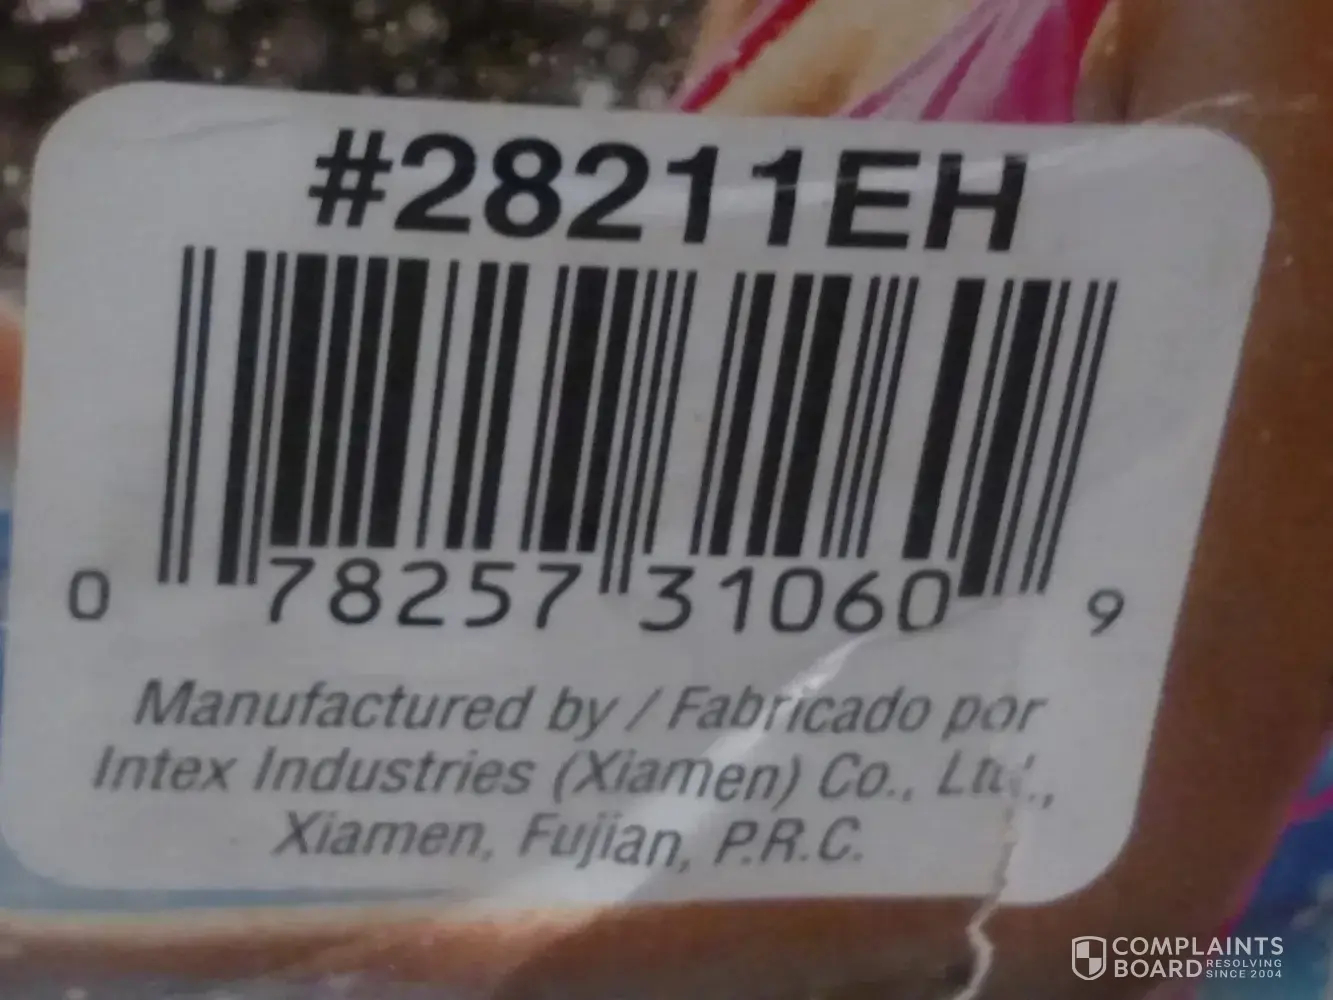 #28211EH
0 78257 31060 9
Manufactured by / Fabricado por
Intex Industries (Xiamen) Co., Ltd.,
Xiamen, Fujian, P.R.C.
COMPLAINTS
BOARD RESOLVING
SINCE 2004